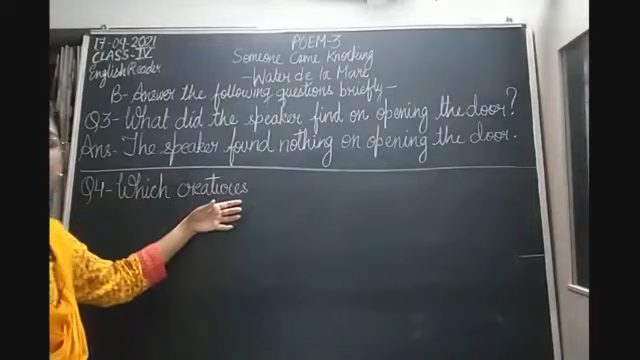 17-09-2021
CLASS-IV
English Reader
POEM-3
Someone Came Knocking
-Walter de la Mare
B- Answer the following questions briefly-
Q3- What did the speaker find on opening the door?
Ans- The speaker found nothing on opening the door.
Q4- Which creatures